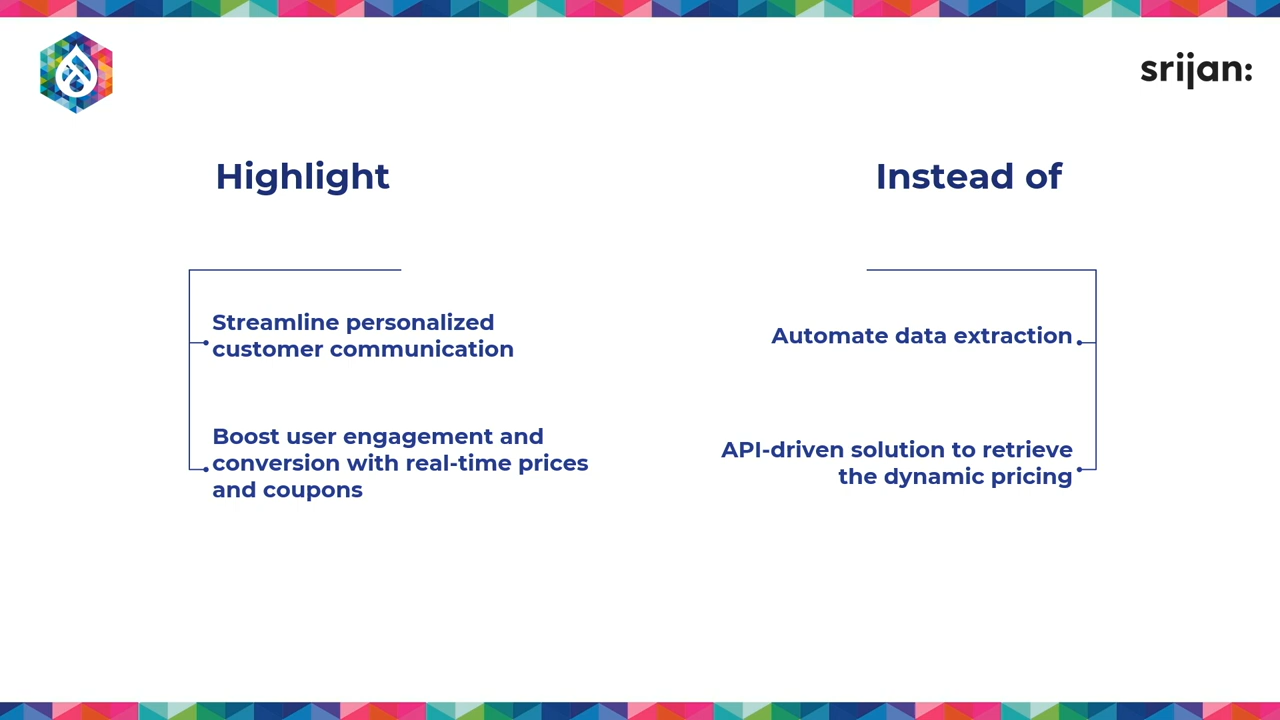 srijan:
Highlight
Instead of
Streamline personalized
customer communication
Boost user engagement and
conversion with real-time prices
and coupons
Automate data extraction
API-driven solution to retrieve
the dynamic pricing